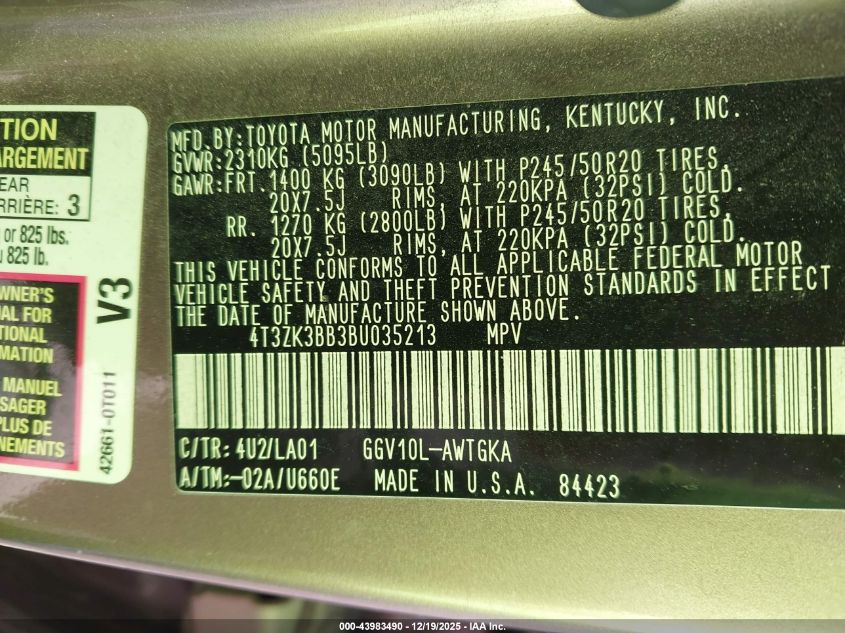 TION
ARGEMENT
EAR
ARRIÈRE: 3
g or 825 lbs.
u 825 lb.
WNER'S
UAL FOR
TIONAL
RMATION
MANUEL
SAGER
PLUS DE
NEMENTS
V3
42661-0T011
MFD.BY:TOYOTA MOTOR MANUFACTURING, KENTUCKY, INC.
GVWR:2310KG (5095LB)
GAWR:FRT.1400 KG (3090LB) WITH P245/50R20 TIRES,
20X7.5J RIMS, AT 220KPA (32PSI) COLD.
RR. 1270 KG (2800LB) WITH P245/50R20 TIRES,
20X7.5J RIMS, AT 220KPA (32PSI) COLD.
THIS VEHICLE CONFORMS TO ALL APPLICABLE FEDERAL MOTOR
VEHICLE SAFETY AND THEFT PREVENTION STANDARDS IN EFFECT
THE DATE OF MANUFACTURE SHOWN ABOVE.
4T3ZK3BB3BU035213 MPV
C/TR: 4U2/LA01 GGV10L-AWTGKA
A/TM:-02A/U660E MADE IN U.S.A. 84423
000-43983490 - 12/19/2025 - IAA Inc.